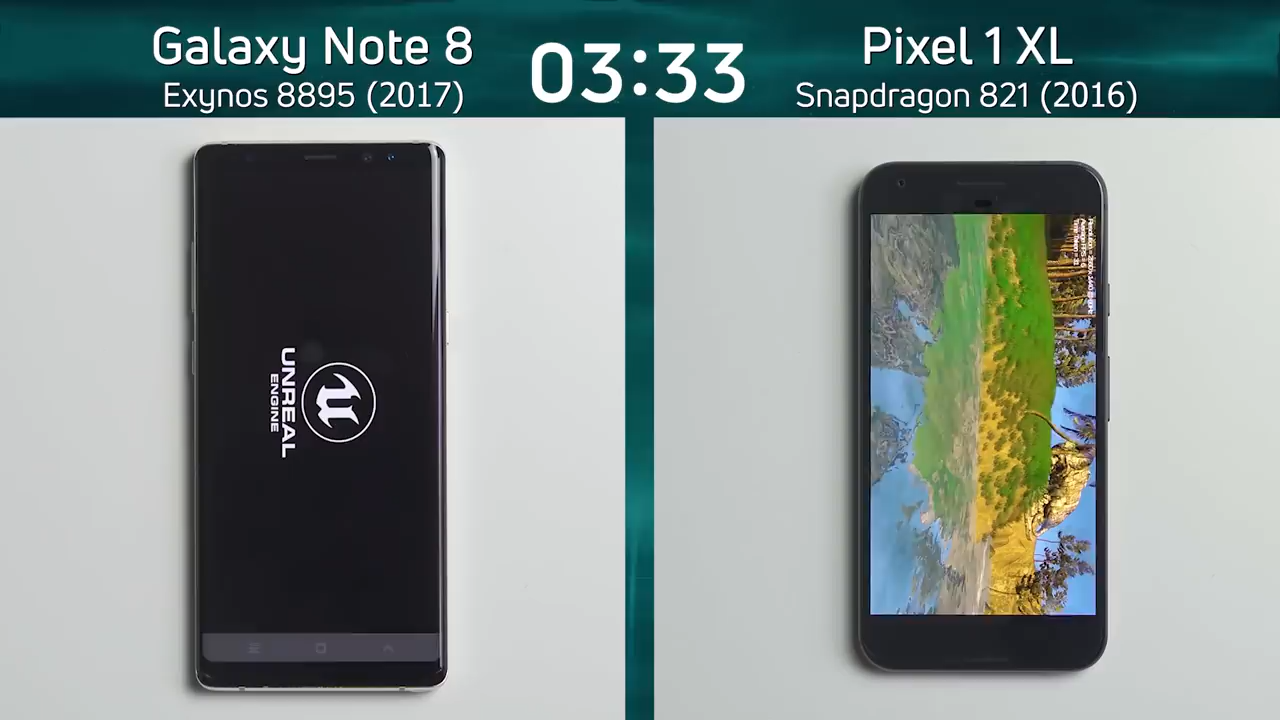 Galaxy Note 8
Exynos 8895 (2017)
03:33
Pixel 1 XL
Snapdragon 821 (2016)
UNREAL
ENGINE